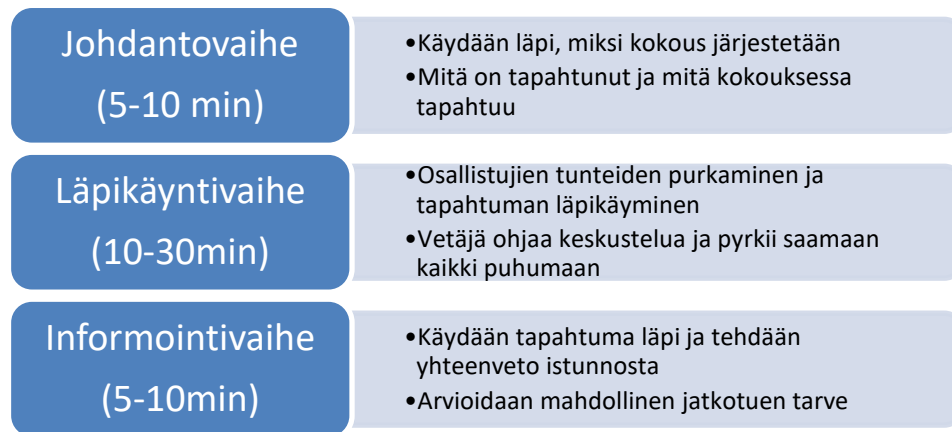 Johdantovaihe
(5-10 min)
•Käydään läpi, miksi kokous järjestetään
•Mitä on tapahtunut ja mitä kokouksessa
tapahtuu
Läpikäyntivaihe
(10-30min)
•Osallistujien tunteiden purkaminen ja
tapahtuman läpikäyminen
•Vetäjä ohjaa keskustelua ja pyrkii saamaan
kaikki puhumaan
Informointivaihe
(5-10min)
•Käydään tapahtuma läpi ja tehdään
yhteenveto istunnosta
•Arvioidaan mahdollinen jatkotuen tarve